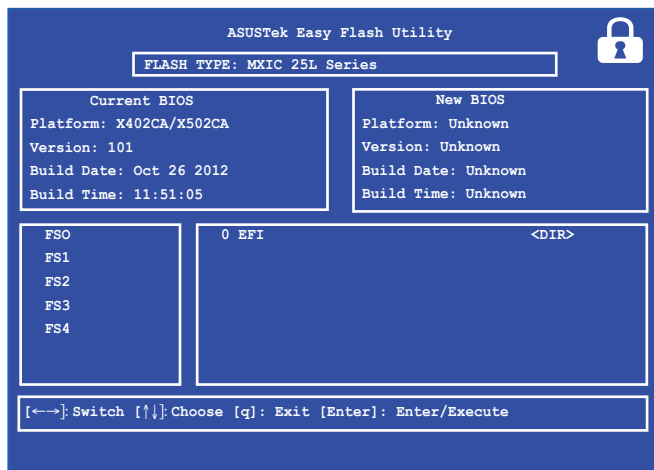 ASUSTek Easy Flash Utility
FLASH TYPE: MXIC 25L Series
Current BIOS
Platform: X402CA/X502CA
Version: 101
Build Date: Oct 26 2012
Build Time: 11:51:05
New BIOS
Platform: Unknown
Version: Unknown
Build Date: Unknown
Build Time: Unknown
FSO
FS1
FS2
FS3
FS4
0 EFI <DIR>
[←→]: Switch [↑↓]: Choose [q]: Exit [Enter]: Enter/Execute